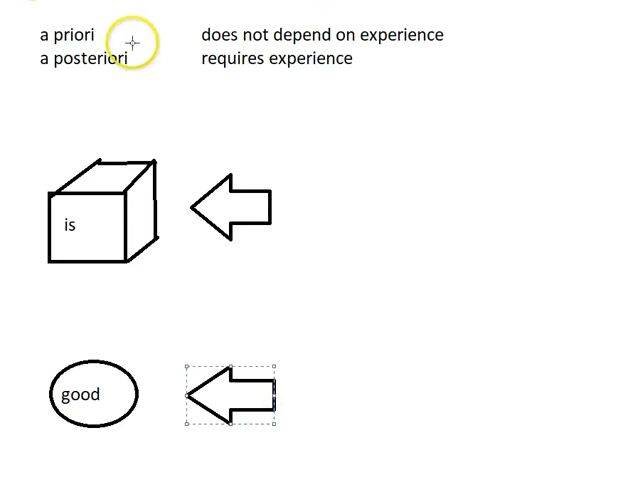 a priori does not depend on experience
a posteriori requires experience
is
good